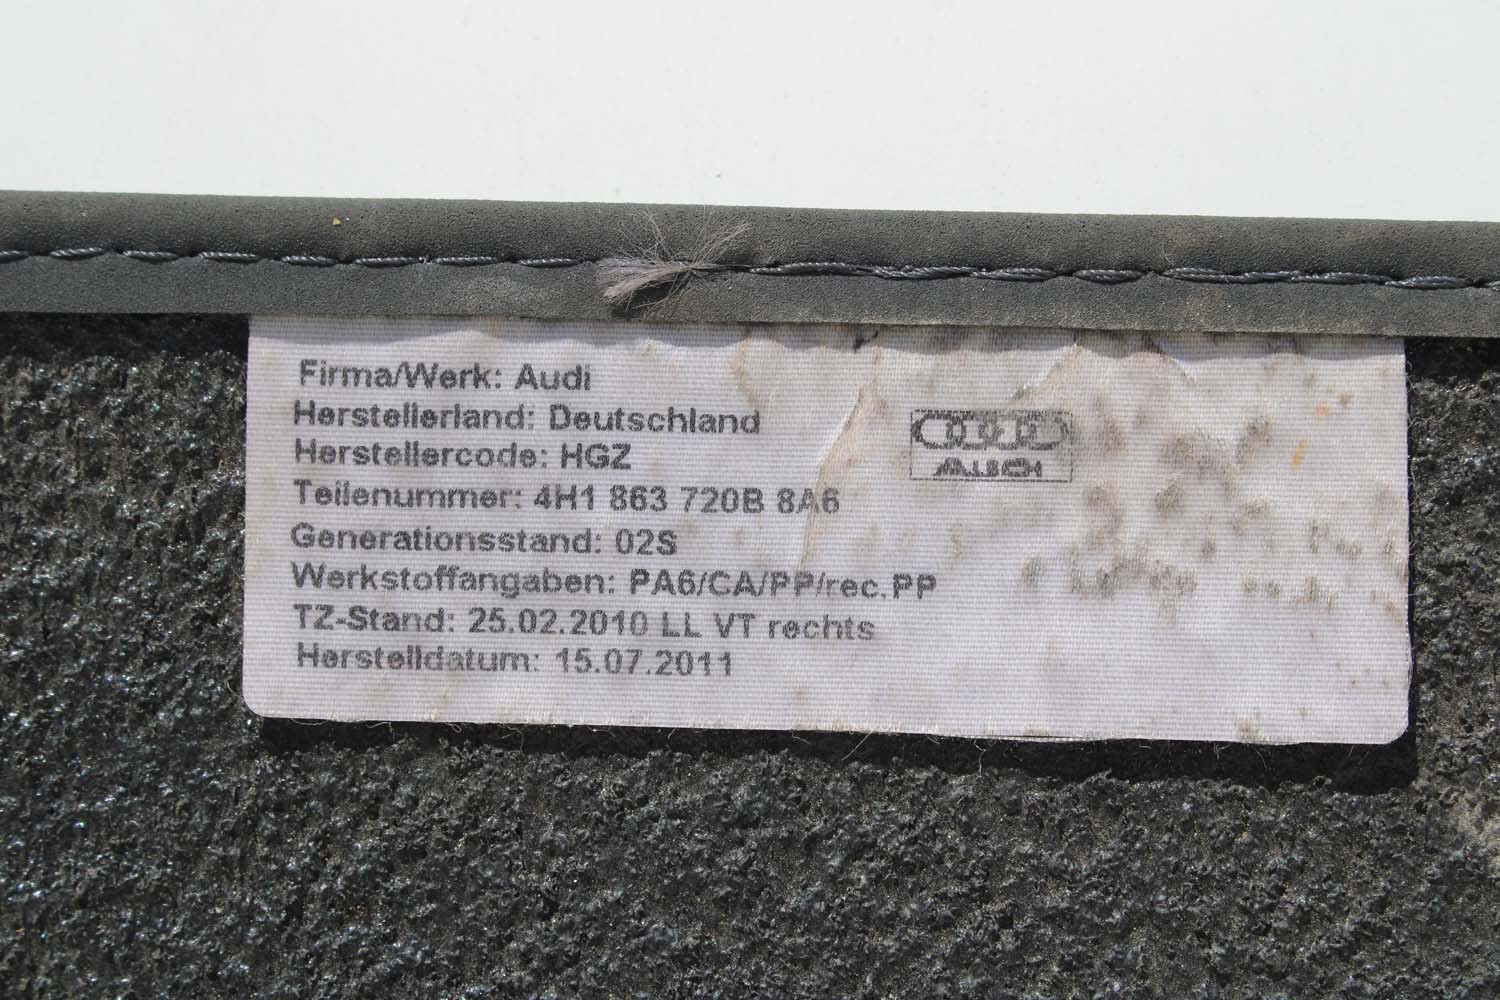 Firma/Werk: Audi
Herstellerland: Deutschland
Herstellercode: HGZ
Teilenummer: 4H1 863 720B 8A6
Generationsstand: 02S
Werkstoffangaben: PA6/CA/PP/rec.PP
TZ-Stand: 25.02.2010 LL VT rechts
Herstelldatum: 15.07.2011
Audi